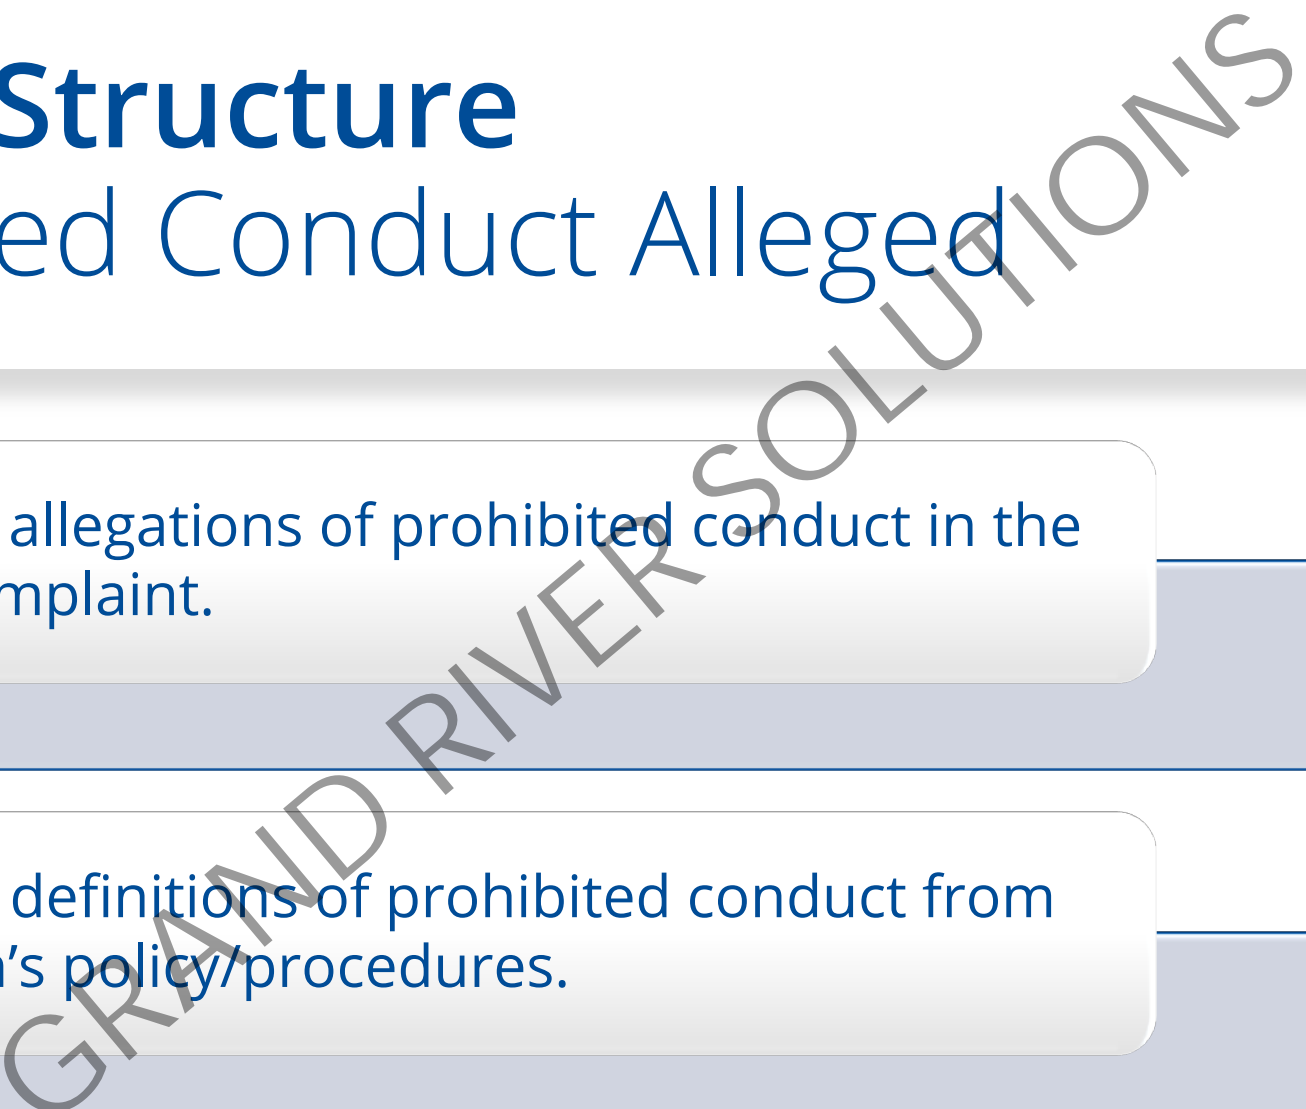 Structure
ed Conduct Alleged
allegations of prohibited conduct in the
mplaint.
definitions of prohibited conduct from
's policy/procedures.
GRAND RIVER SOLUTIONS